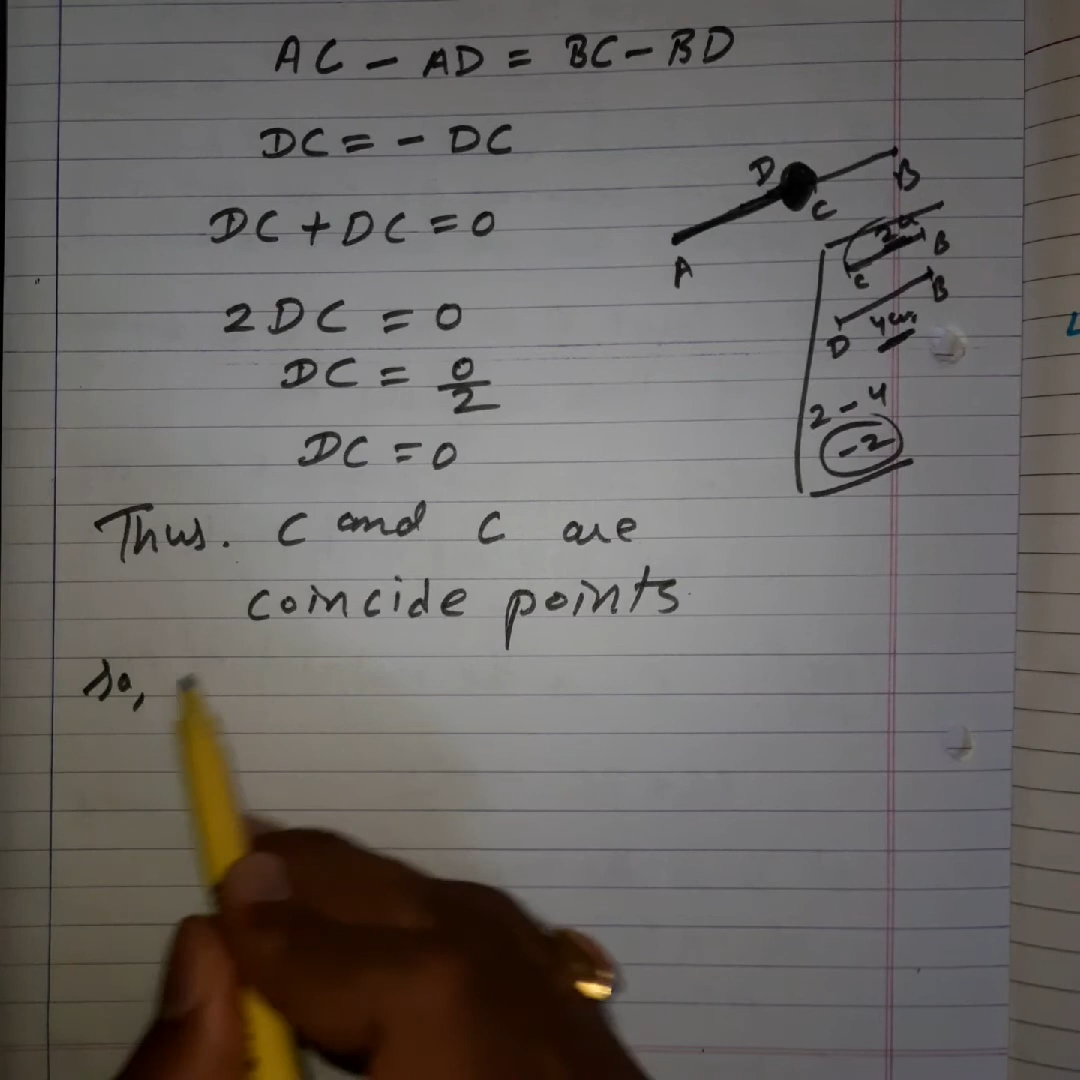 AC - AD = BC - BD
DC = - DC
DC + DC = 0
2DC = 0
DC = 0/2
DC = 0
Thus. C and C are
coincide points
So,
D
B
C
A
B
C
B
D
4cm
2 - 4
-2